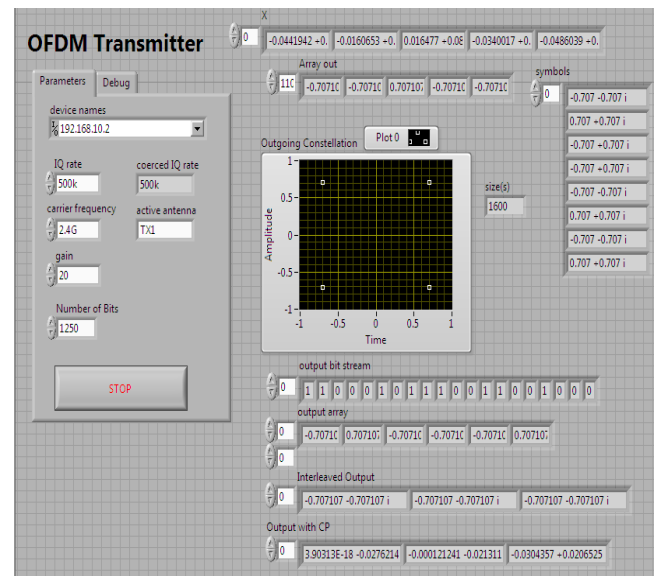 OFDM Transmitter
Parameters Debug
device names
192.168.10.2
IQ rate coerced IQ rate
500k 500k
carrier frequency active antenna
2.4G TX1
gain
20
Number of Bits
1250
STOP
X
0 -0.0441942 +0. -0.0160653 +0. 0.016477 +0.08 -0.0340017 +0. -0.0486039 +0.
Array out
110 -0.70710 -0.70710 0.707107 -0.70710 -0.70710
symbols
0
-0.707 -0.707 i
0.707 +0.707 i
-0.707 +0.707 i
-0.707 +0.707 i
-0.707 -0.707 i
0.707 +0.707 i
-0.707 -0.707 i
0.707 +0.707 i
Outgoing Constellation Plot 0
Amplitude
1
0.5
0
-0.5
-1
-1 -0.5 0 0.5 1
Time
size(s)
1600
output bit stream
0 1 1 0 0 0 1 0 1 1 1 0 0 1 1 0 0 1 0 0 0
output array
0 -0.70710 0.707107 -0.70710 -0.70710 -0.70710 0.707107
0
Interleaved Output
0 -0.707107 -0.707107 i -0.707107 -0.707107 i -0.707107 -0.707107 i
Output with CP
0 3.90313E-18 -0.0276214 -0.000121241 -0.021311 -0.0304357 +0.0206525